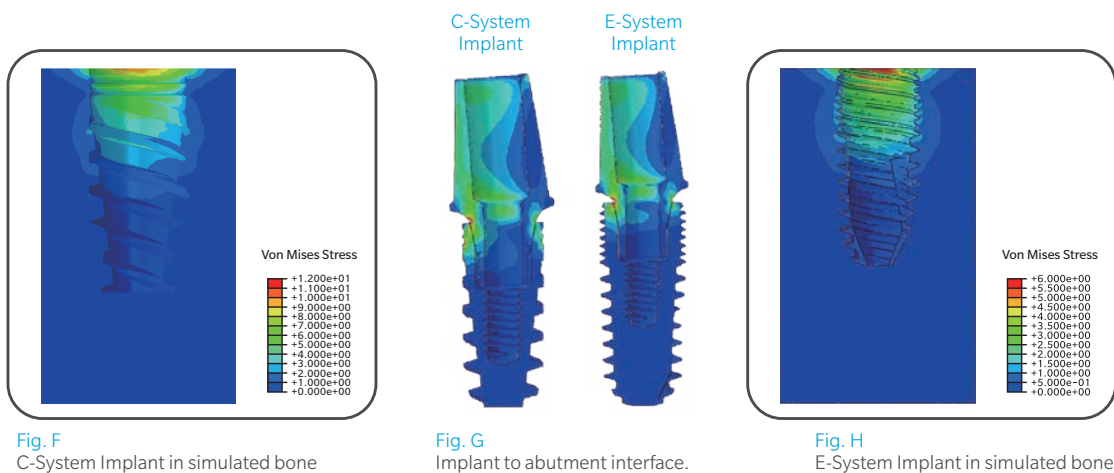 C-System
Implant
E-System
Implant
Von Mises Stress
+1.200e+01
+1.100e+01
+1.000e+01
+9.000e+00
+8.000e+00
+7.000e+00
+6.000e+00
+5.000e+00
+4.000e+00
+3.000e+00
+2.000e+00
+1.000e+00
+0.000e+00
Von Mises Stress
+6.000e+00
+5.500e+00
+5.000e+00
+4.500e+00
+4.000e+00
+3.500e+00
+3.000e+00
+2.500e+00
+2.000e+00
+1.500e+00
+1.000e+00
+5.000e-01
+0.000e+00
Fig. F
C-System Implant in simulated bone
Fig. G
Implant to abutment interface.
Fig. H
E-System Implant in simulated bone